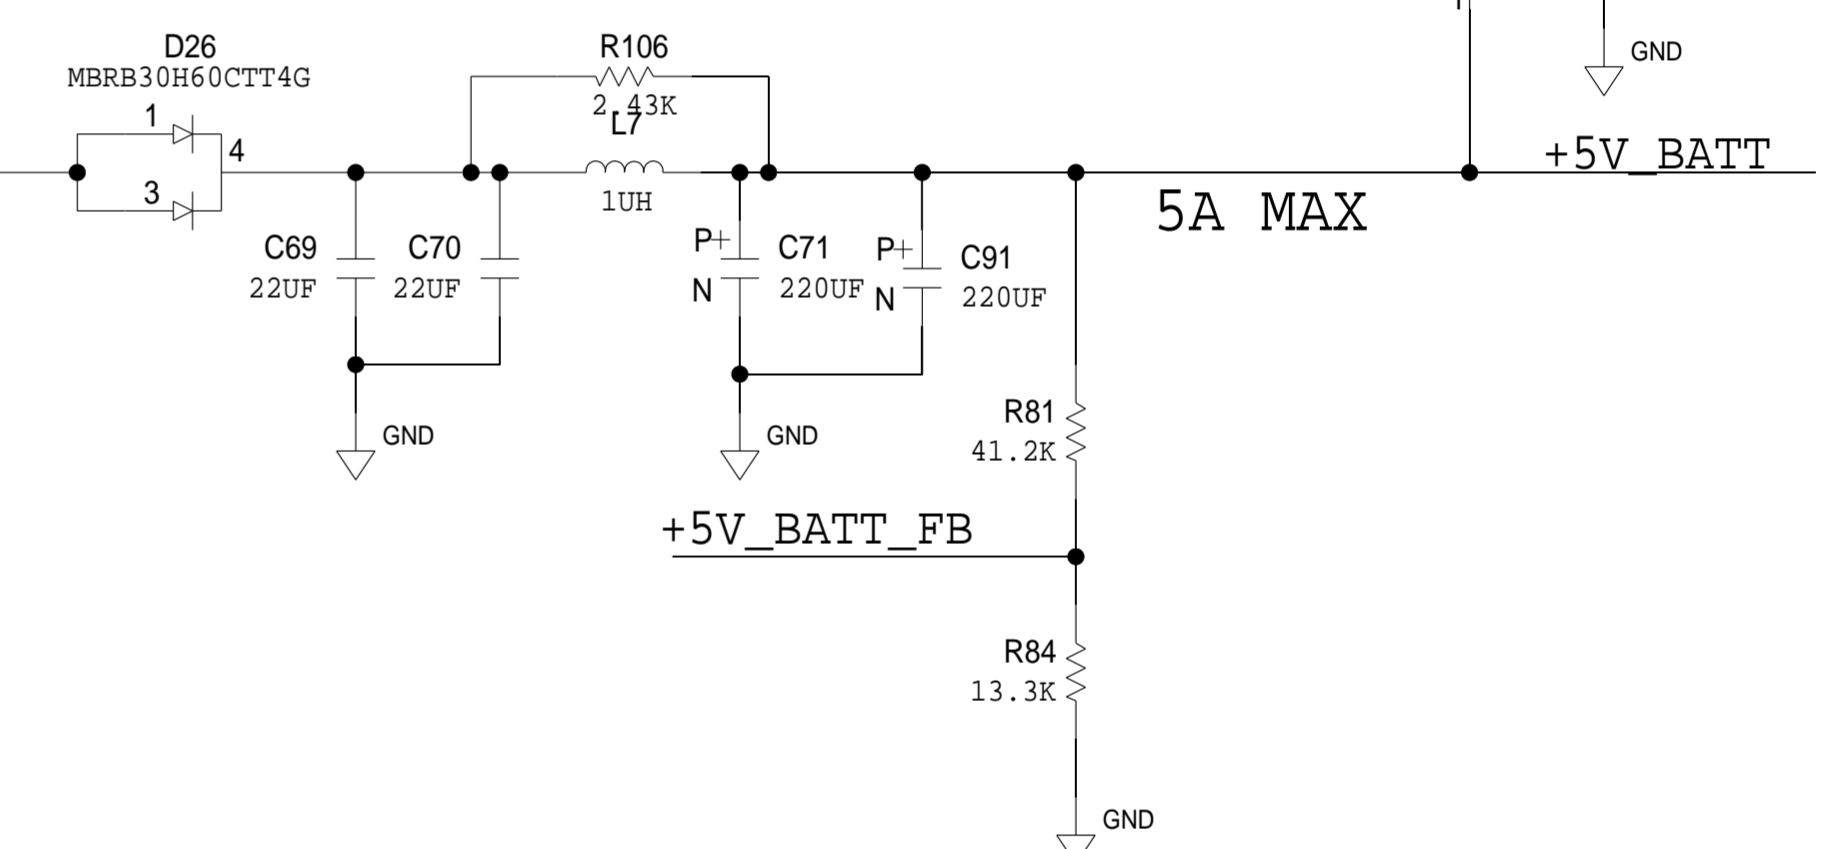 D26
MBRB30H60CTT4G
1
4
3
R106
2.43K
L7
1UH
GND
+5V_BATT
5A MAX
C69
22UF
C70
22UF
P+
N
C71
220UF
P+
N
C91
220UF
GND
GND
R81
41.2K
+5V_BATT_FB
R84
13.3K
GND